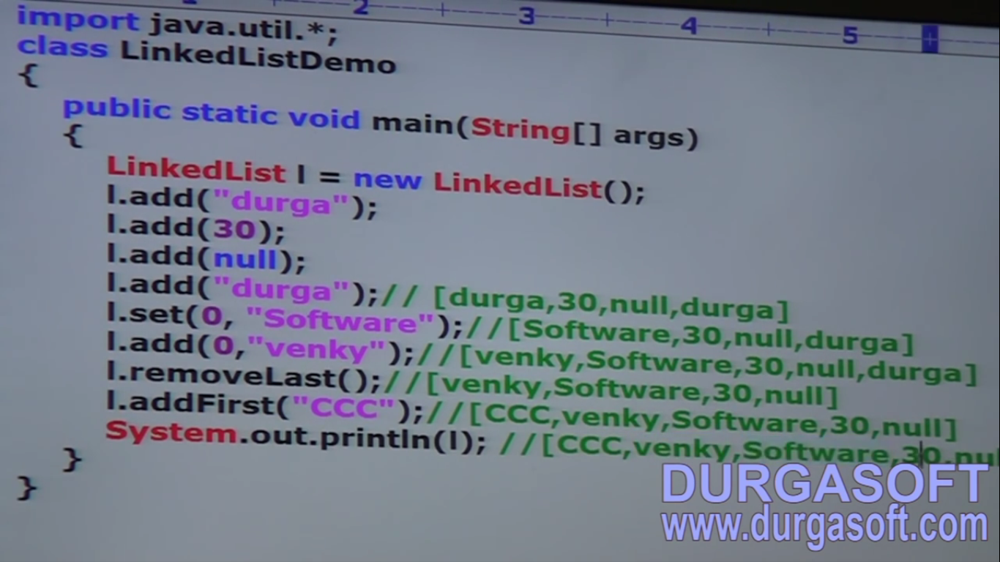 2 3 4 5
import java.util.*;
class LinkedListDemo
{
public static void main(String[] args)
{
LinkedList l = new LinkedList();
l.add("durga");
l.add(30);
l.add(null);
l.add("durga");// [durga,30,null,durga]
l.set(0, "Software");//[Software,30,null,durga]
l.add(0,"venky");//[venky,Software,30,null,durga]
l.removeLast();//[venky,Software,30,null]
l.addFirst("CCC");//[CCC,venky,Software,30,null]
System.out.println(l); //[CCC,venky,Software,30,nul
}
}
DURGASOFT
www.durgasoft.com